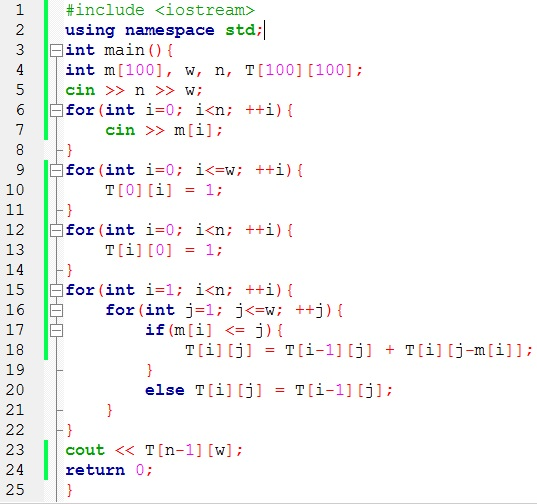 1 #include <iostream>
2 using namespace std;
3 int main(){
4 int m[100], w, n, T[100][100];
5 cin >> n >> w;
6 for(int i=0; i<n; ++i){
7     cin >> m[i];
8 }
9 for(int i=0; i<=w; ++i){
10     T[0][i] = 1;
11 }
12 for(int i=0; i<n; ++i){
13     T[i][0] = 1;
14 }
15 for(int i=1; i<n; ++i){
16     for(int j=1; j<=w; ++j){
17         if(m[i] <= j){
18             T[i][j] = T[i-1][j] + T[i][j-m[i]];
19         }
20         else T[i][j] = T[i-1][j];
21     }
22 }
23 cout << T[n-1][w];
24 return 0;
25 }